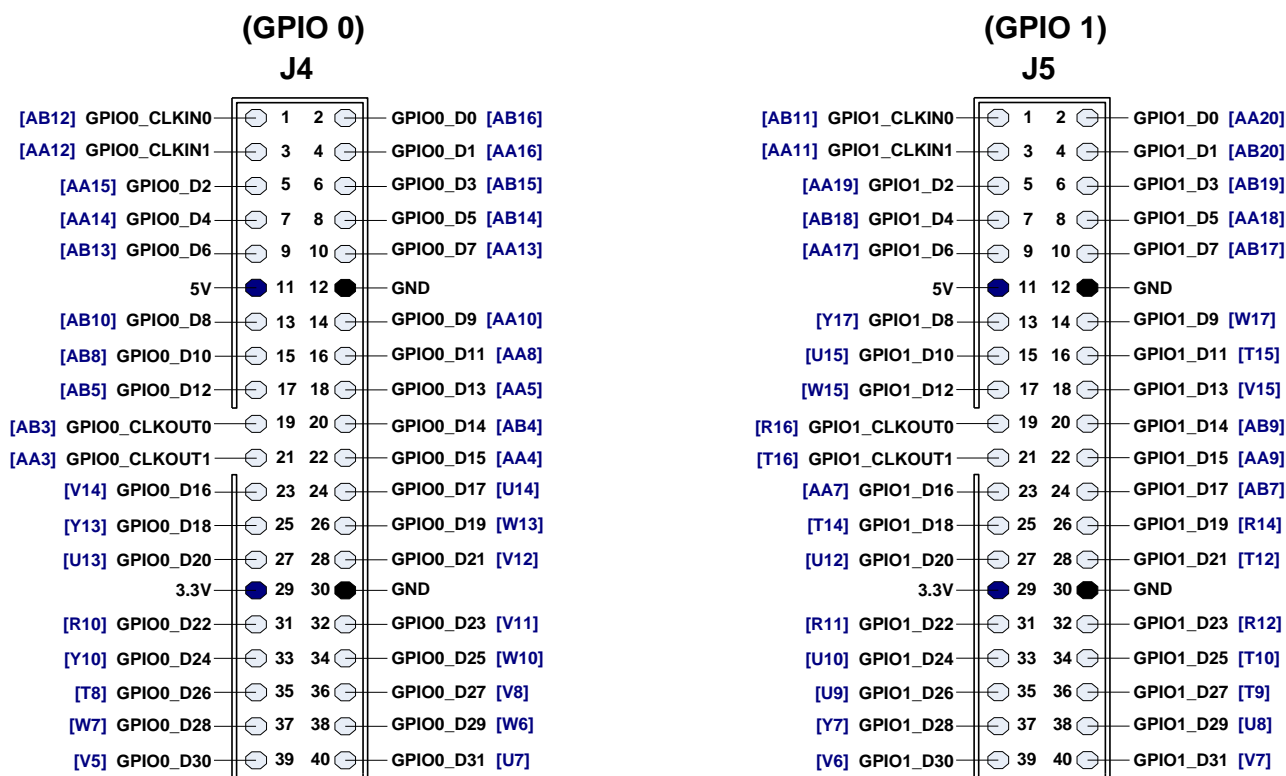 (GPIO 0) (GPIO 1)
J4 J5
[AB12] GPIO0_CLKIN0 1 2 GPIO0_D0 [AB16] [AB11] GPIO1_CLKIN0 1 2 GPIO1_D0 [AA20]
[AA12] GPIO0_CLKIN1 3 4 GPIO0_D1 [AA16] [AA11] GPIO1_CLKIN1 3 4 GPIO1_D1 [AB20]
[AA15] GPIO0_D2 5 6 GPIO0_D3 [AB15] [AA19] GPIO1_D2 5 6 GPIO1_D3 [AB19]
[AA14] GPIO0_D4 7 8 GPIO0_D5 [AB14] [AB18] GPIO1_D4 7 8 GPIO1_D5 [AA18]
[AB13] GPIO0_D6 9 10 GPIO0_D7 [AA13] [AA17] GPIO1_D6 9 10 GPIO1_D7 [AB17]
5V 11 12 GND 5V 11 12 GND
[AB10] GPIO0_D8 13 14 GPIO0_D9 [AA10] [Y17] GPIO1_D8 13 14 GPIO1_D9 [W17]
[AB8] GPIO0_D10 15 16 GPIO0_D11 [AA8] [U15] GPIO1_D10 15 16 GPIO1_D11 [T15]
[AB5] GPIO0_D12 17 18 GPIO0_D13 [AA5] [W15] GPIO1_D12 17 18 GPIO1_D13 [V15]
[AB3] GPIO0_CLKOUT0 19 20 GPIO0_D14 [AB4] [R16] GPIO1_CLKOUT0 19 20 GPIO1_D14 [AB9]
[AA3] GPIO0_CLKOUT1 21 22 GPIO0_D15 [AA4] [T16] GPIO1_CLKOUT1 21 22 GPIO1_D15 [AA9]
[V14] GPIO0_D16 23 24 GPIO0_D17 [U14] [AA7] GPIO1_D16 23 24 GPIO1_D17 [AB7]
[Y13] GPIO0_D18 25 26 GPIO0_D19 [W13] [T14] GPIO1_D18 25 26 GPIO1_D19 [R14]
[U13] GPIO0_D20 27 28 GPIO0_D21 [V12] [U12] GPIO1_D20 27 28 GPIO1_D21 [T12]
3.3V 29 30 GND 3.3V 29 30 GND
[R10] GPIO0_D22 31 32 GPIO0_D23 [V11] [R11] GPIO1_D22 31 32 GPIO1_D23 [R12]
[Y10] GPIO0_D24 33 34 GPIO0_D25 [W10] [U10] GPIO1_D24 33 34 GPIO1_D25 [T10]
[T8] GPIO0_D26 35 36 GPIO0_D27 [V8] [U9] GPIO1_D26 35 36 GPIO1_D27 [T9]
[W7] GPIO0_D28 37 38 GPIO0_D29 [W6] [Y7] GPIO1_D28 37 38 GPIO1_D29 [U8]
[V5] GPIO0_D30 39 40 GPIO0_D31 [U7] [V6] GPIO1_D30 39 40 GPIO1_D31 [V7]